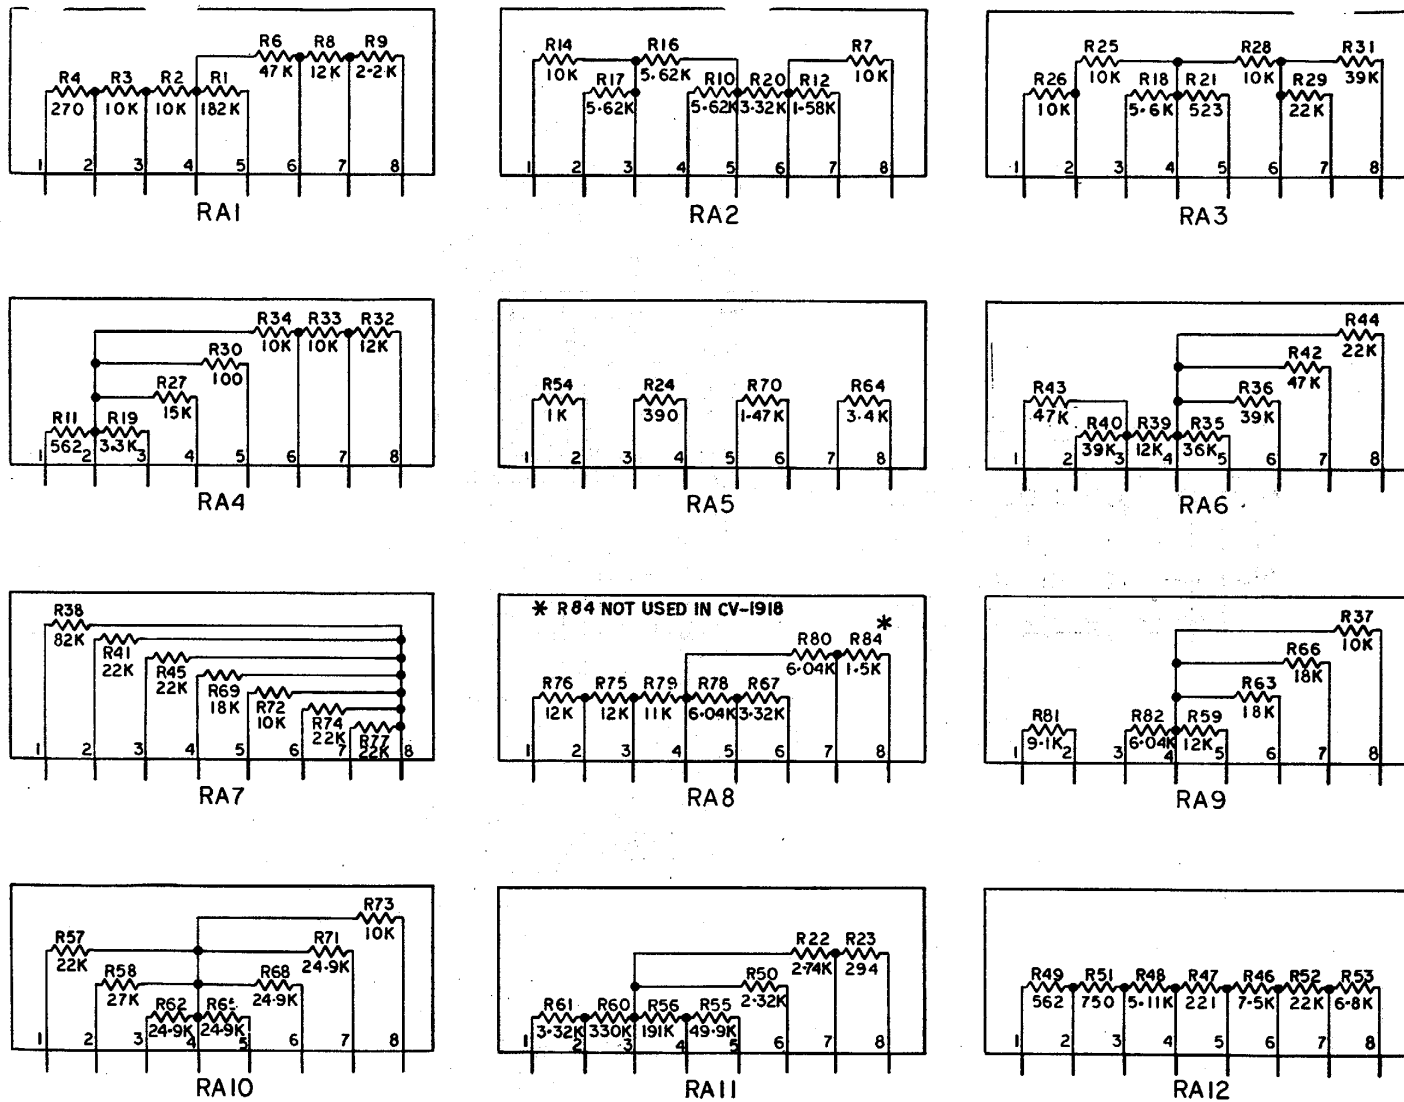 R6 R8 R9
47K 12K 2.2K
R4 R3 R2 R1
270 10K 10K 182K
1 2 3 4 5 6 7 8
RA1
R14 R16 R7
10K 5.62K 10K
R17 R10 R20 R12
5.62K 5.62K 3.32K 1.58K
1 2 3 4 5 6 7 8
RA2
R25 R28 R31
10K 10K 39K
R26 R18 R21 R29
10K 5.6K 523 22K
1 2 3 4 5 6 7 8
RA3
R34 R33 R32
10K 10K 12K
R30
100
R27
15K
R11 R19
562 3.3K
1 2 3 4 5 6 7 8
RA4
R54 R24 R70 R64
1K 390 1.47K 3.4K
1 2 3 4 5 6 7 8
RA5
R44
22K
R42
47K
R43 R36
47K 39K
R40 R39 R35
39K 12K 36K
1 2 3 4 5 6 7 8
RA6
R38
82K
R41
22K
R45
22K
R69
18K
R72
10K
R74
22K
R77
22K
1 2 3 4 5 6 7 8
RA7
* R84 NOT USED IN CV-1918
*
R80 R84
6.04K 1.5K
R76 R75 R79 R78 R67
12K 12K 11K 6.04K 3.32K
1 2 3 4 5 6 7 8
RA8
R37
10K
R66
18K
R63
18K
R81 R82 R59
9.1K 6.04K 12K
1 2 3 4 5 6 7 8
RA9
R73
10K
R57 R71
22K 24.9K
R58 R68
27K 24.9K
R62 R65
24.9K 24.9K
1 2 3 4 5 6 7 8
RA10
R22 R23
2.74K 294
R50
2.32K
R61 R60 R56 R55
3.32K 330K 191K 49.9K
1 2 3 4 5 6 7 8
RA11
R49 R51 R48 R47 R46 R52 R53
562 750 5.11K 221 7.5K 22K 6.8K
1 2 3 4 5 6 7 8
RA12